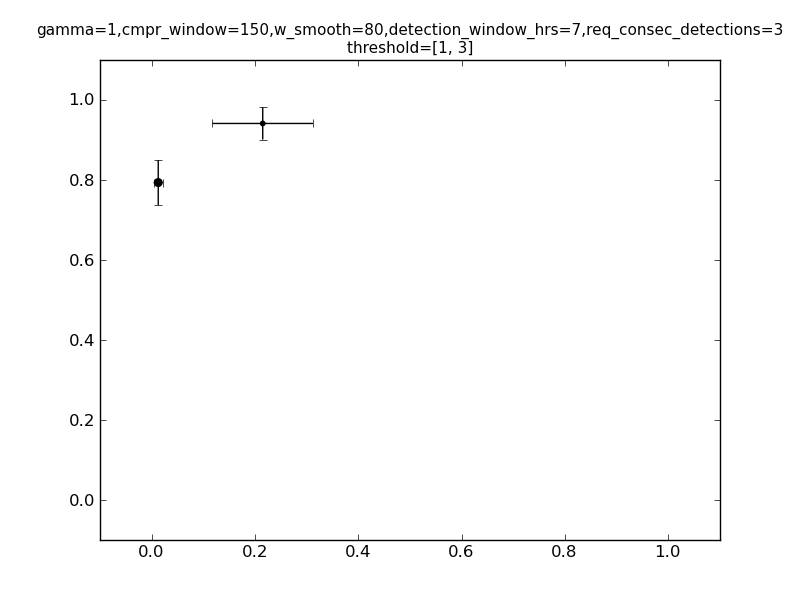 gamma=1,cmpr_window=150,w_smooth=80,detection_window_hrs=7,req_consec_detections=3
threshold=[1, 3]
1.0
0.8
0.6
0.4
0.2
0.0
0.0 0.2 0.4 0.6 0.8 1.0